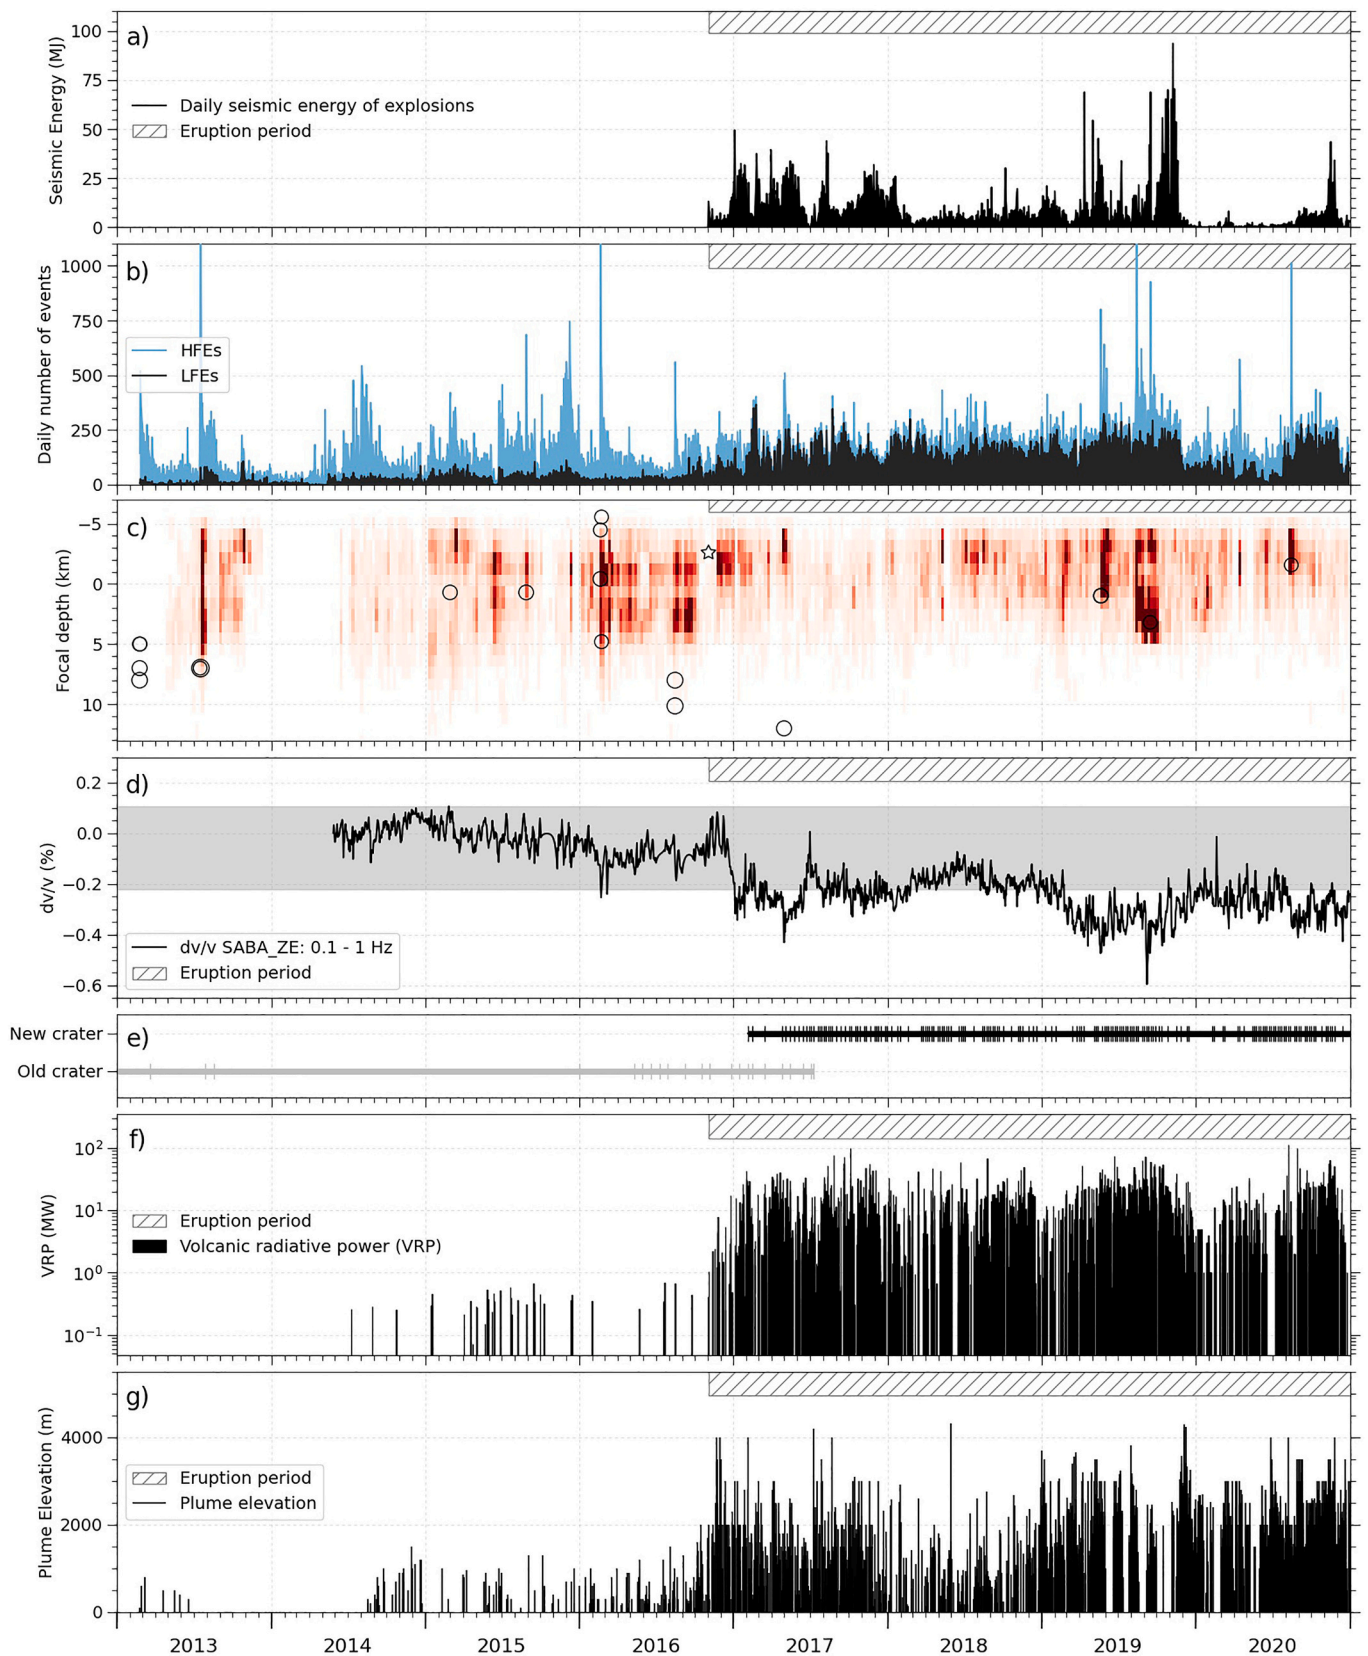 a)
100
75
50
25
0
Seismic Energy (MJ)
Daily seismic energy of explosions
Eruption period
b)
1000
750
500
250
0
Daily number of events
HFEs
LFEs
c)
−5
0
5
10
Focal depth (km)
d)
0.2
0.0
−0.2
−0.4
−0.6
dv/v (%)
dv/v SABA_ZE: 0.1 - 1 Hz
Eruption period
e)
New crater
Old crater
f)
10²
10¹
10⁰
10⁻¹
VRP (MW)
Eruption period
Volcanic radiative power (VRP)
g)
4000
2000
0
Plume Elevation (m)
Eruption period
Plume elevation
2013 2014 2015 2016 2017 2018 2019 2020